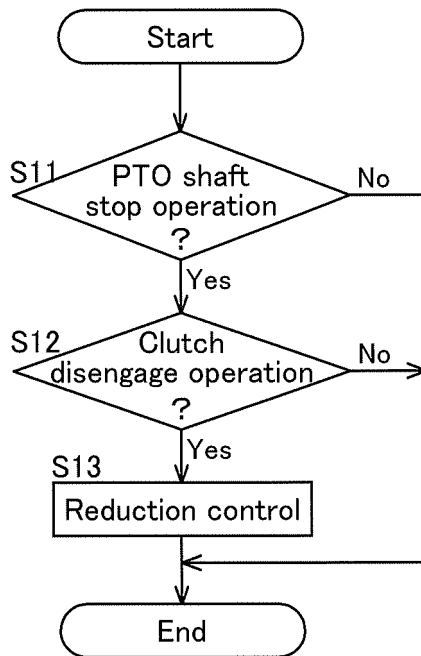 Start
S11
PTO shaft
stop operation
?
No
Yes
S12
Clutch
disengage operation
?
No
Yes
S13
Reduction control
End